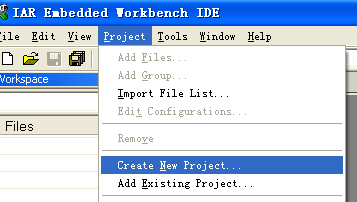 IAR Embedded Workbench IDE
File Edit View Project Tools Window Help
Add Files...
Add Group...
Import File List...
Edit Configurations...
Remove
Create New Project...
Add Existing Project...
Workspace
Files